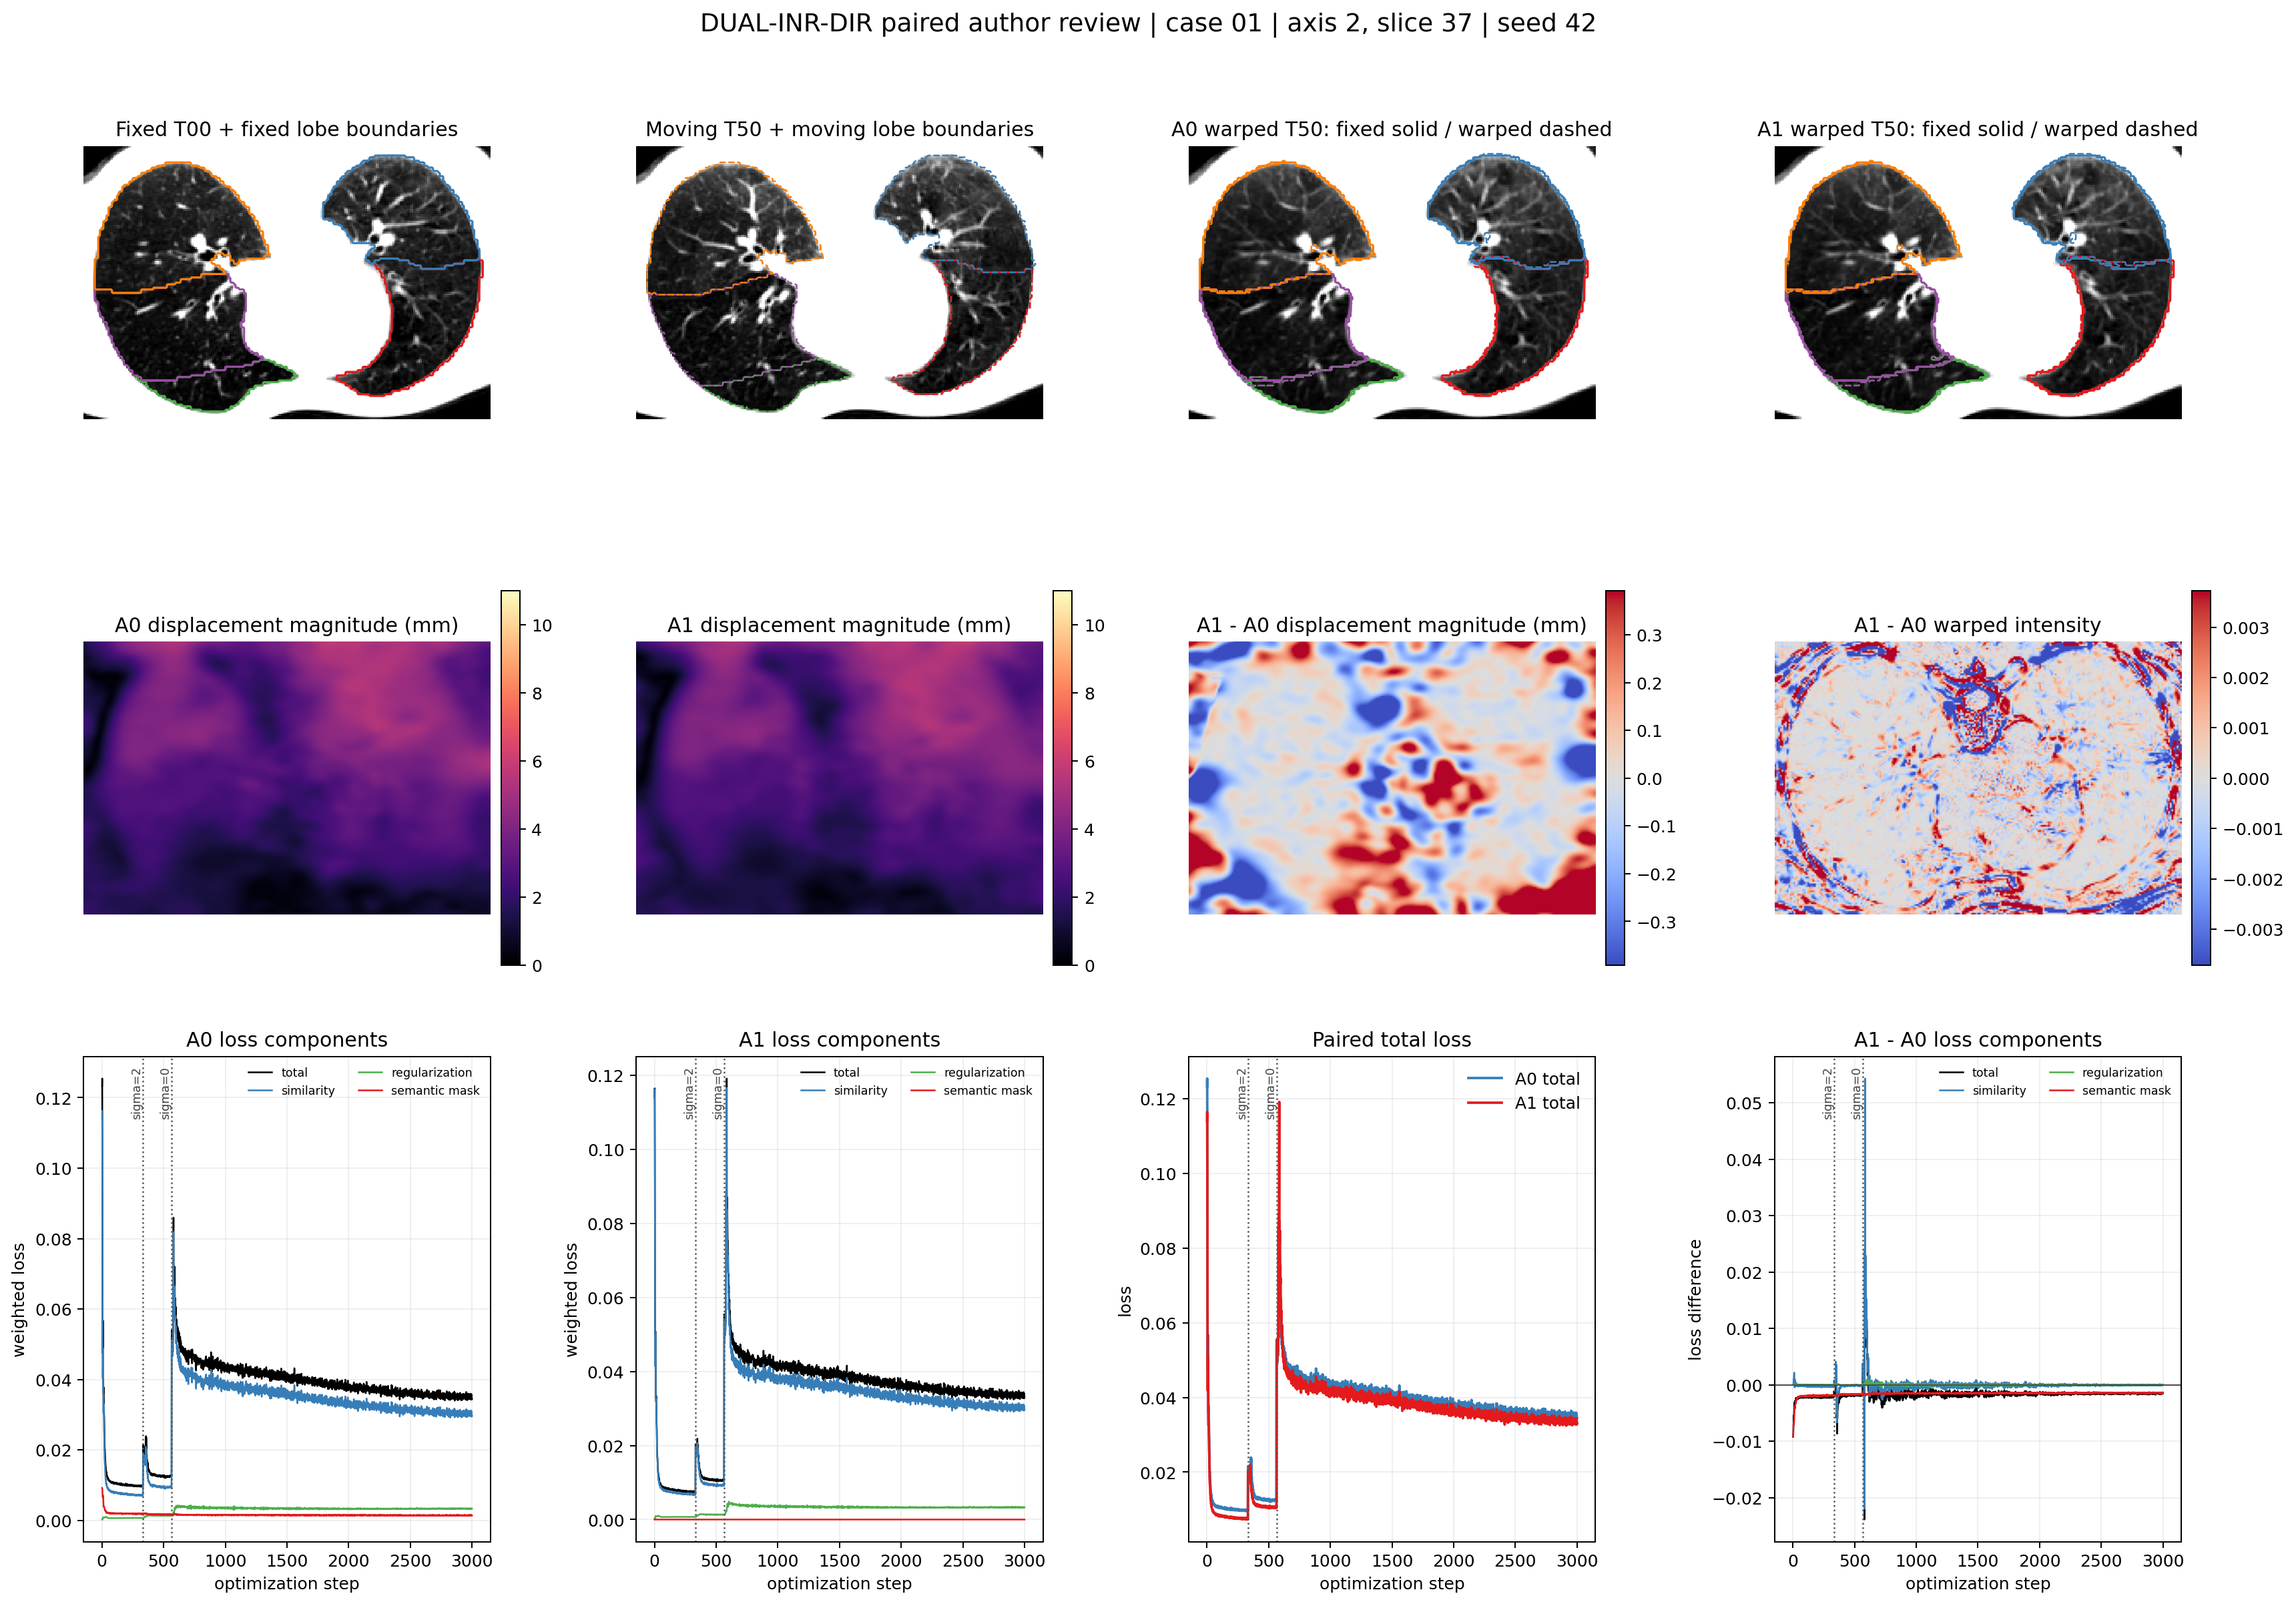 DUAL-INR-DIR paired author review | case 01 | axis 2, slice 37 | seed 42
Fixed T00 + fixed lobe boundaries
Moving T50 + moving lobe boundaries
A0 warped T50: fixed solid / warped dashed
A1 warped T50: fixed solid / warped dashed
A0 displacement magnitude (mm)
10
8
6
4
2
0
A1 displacement magnitude (mm)
10
8
6
4
2
0
A1 - A0 displacement magnitude (mm)
0.3
0.2
0.1
0.0
−0.1
−0.2
−0.3
A1 - A0 warped intensity
0.003
0.002
0.001
0.000
−0.001
−0.002
−0.003
A0 loss components
weighted loss
0.12
0.10
0.08
0.06
0.04
0.02
0.00
sigma=2
sigma=0
total
similarity
regularization
semantic mask
0 500 1000 1500 2000 2500 3000
optimization step
A1 loss components
weighted loss
0.12
0.10
0.08
0.06
0.04
0.02
0.00
sigma=2
sigma=0
total
similarity
regularization
semantic mask
0 500 1000 1500 2000 2500 3000
optimization step
Paired total loss
loss
0.12
0.10
0.08
0.06
0.04
0.02
sigma=2
sigma=0
A0 total
A1 total
0 500 1000 1500 2000 2500 3000
optimization step
A1 - A0 loss components
loss difference
0.05
0.04
0.03
0.02
0.01
0.00
−0.01
−0.02
sigma=2
sigma=0
total
similarity
regularization
semantic mask
0 500 1000 1500 2000 2500 3000
optimization step